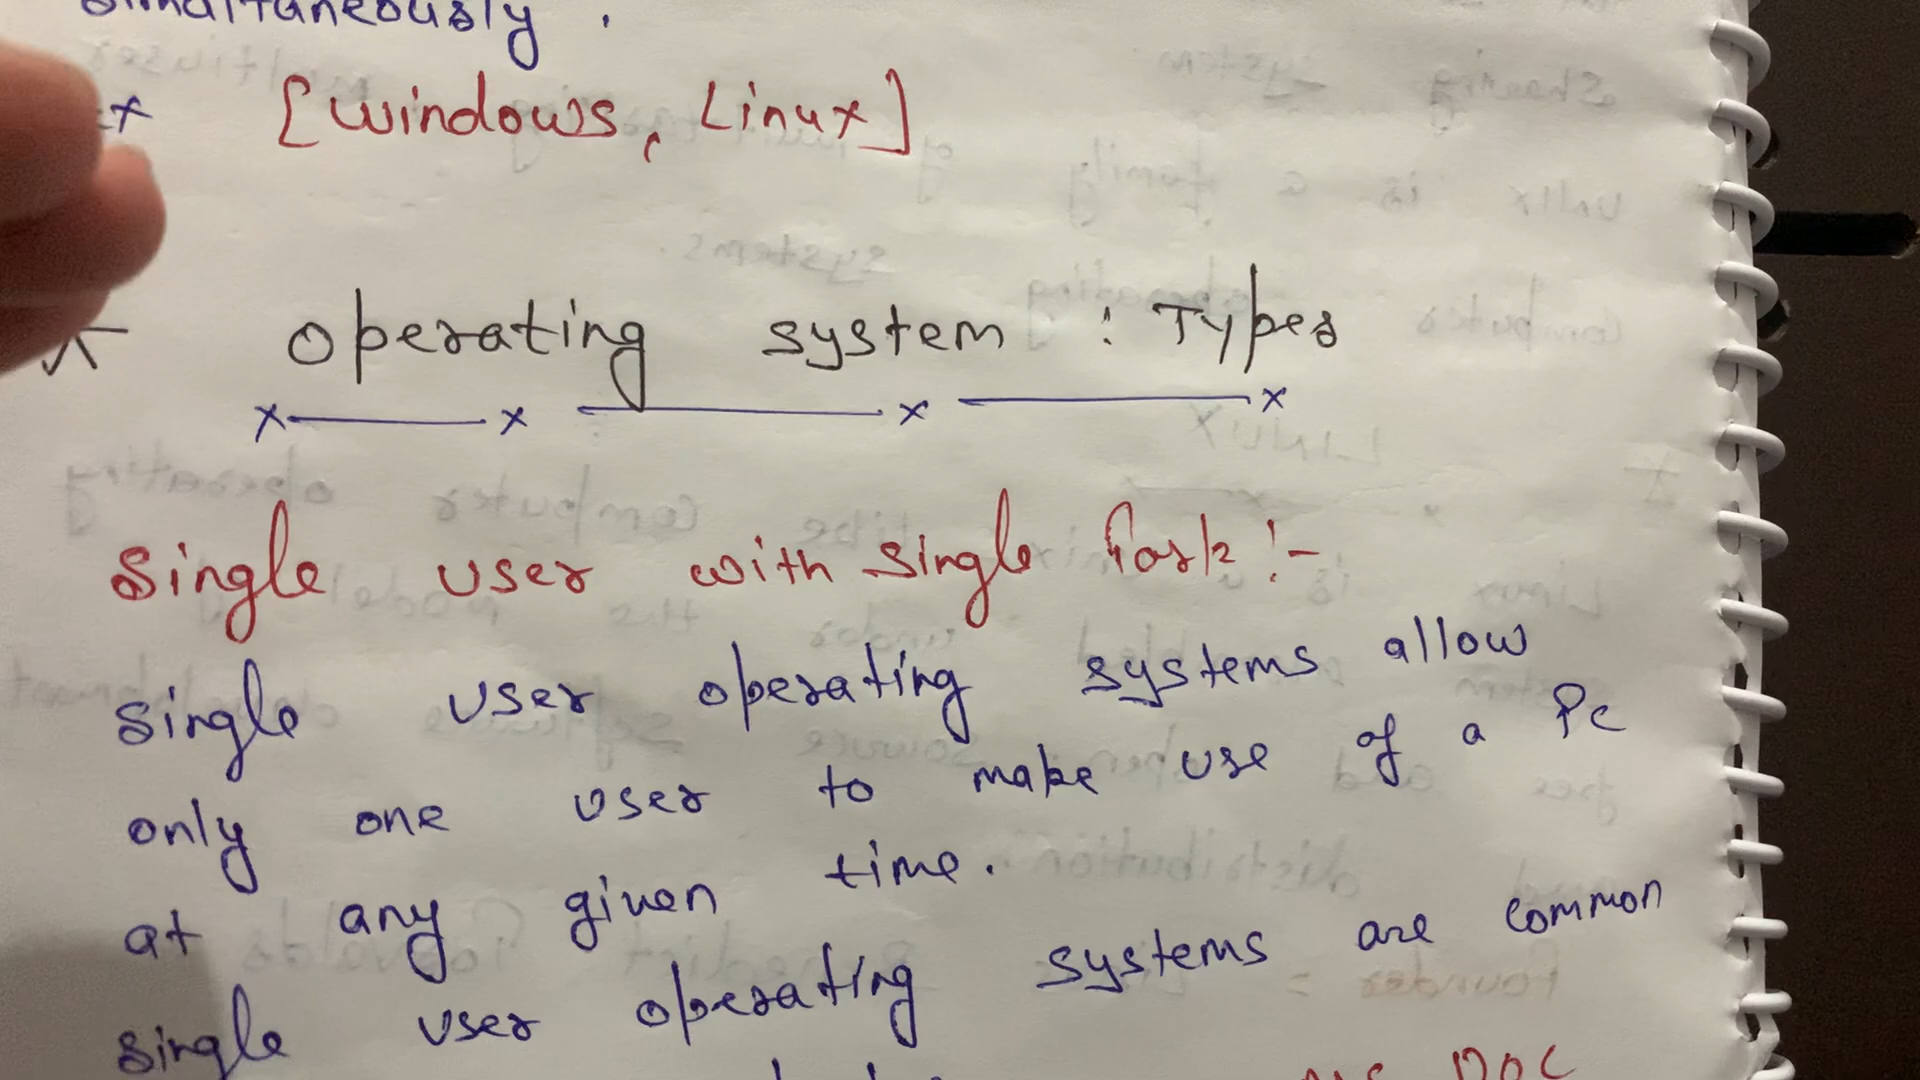 simultaneously.
[Windows, Linux]
operating system : Types
single user with single Task :-
single user operating systems allow
only one user to make use of a Pc
at any given time.
single user operating systems are common